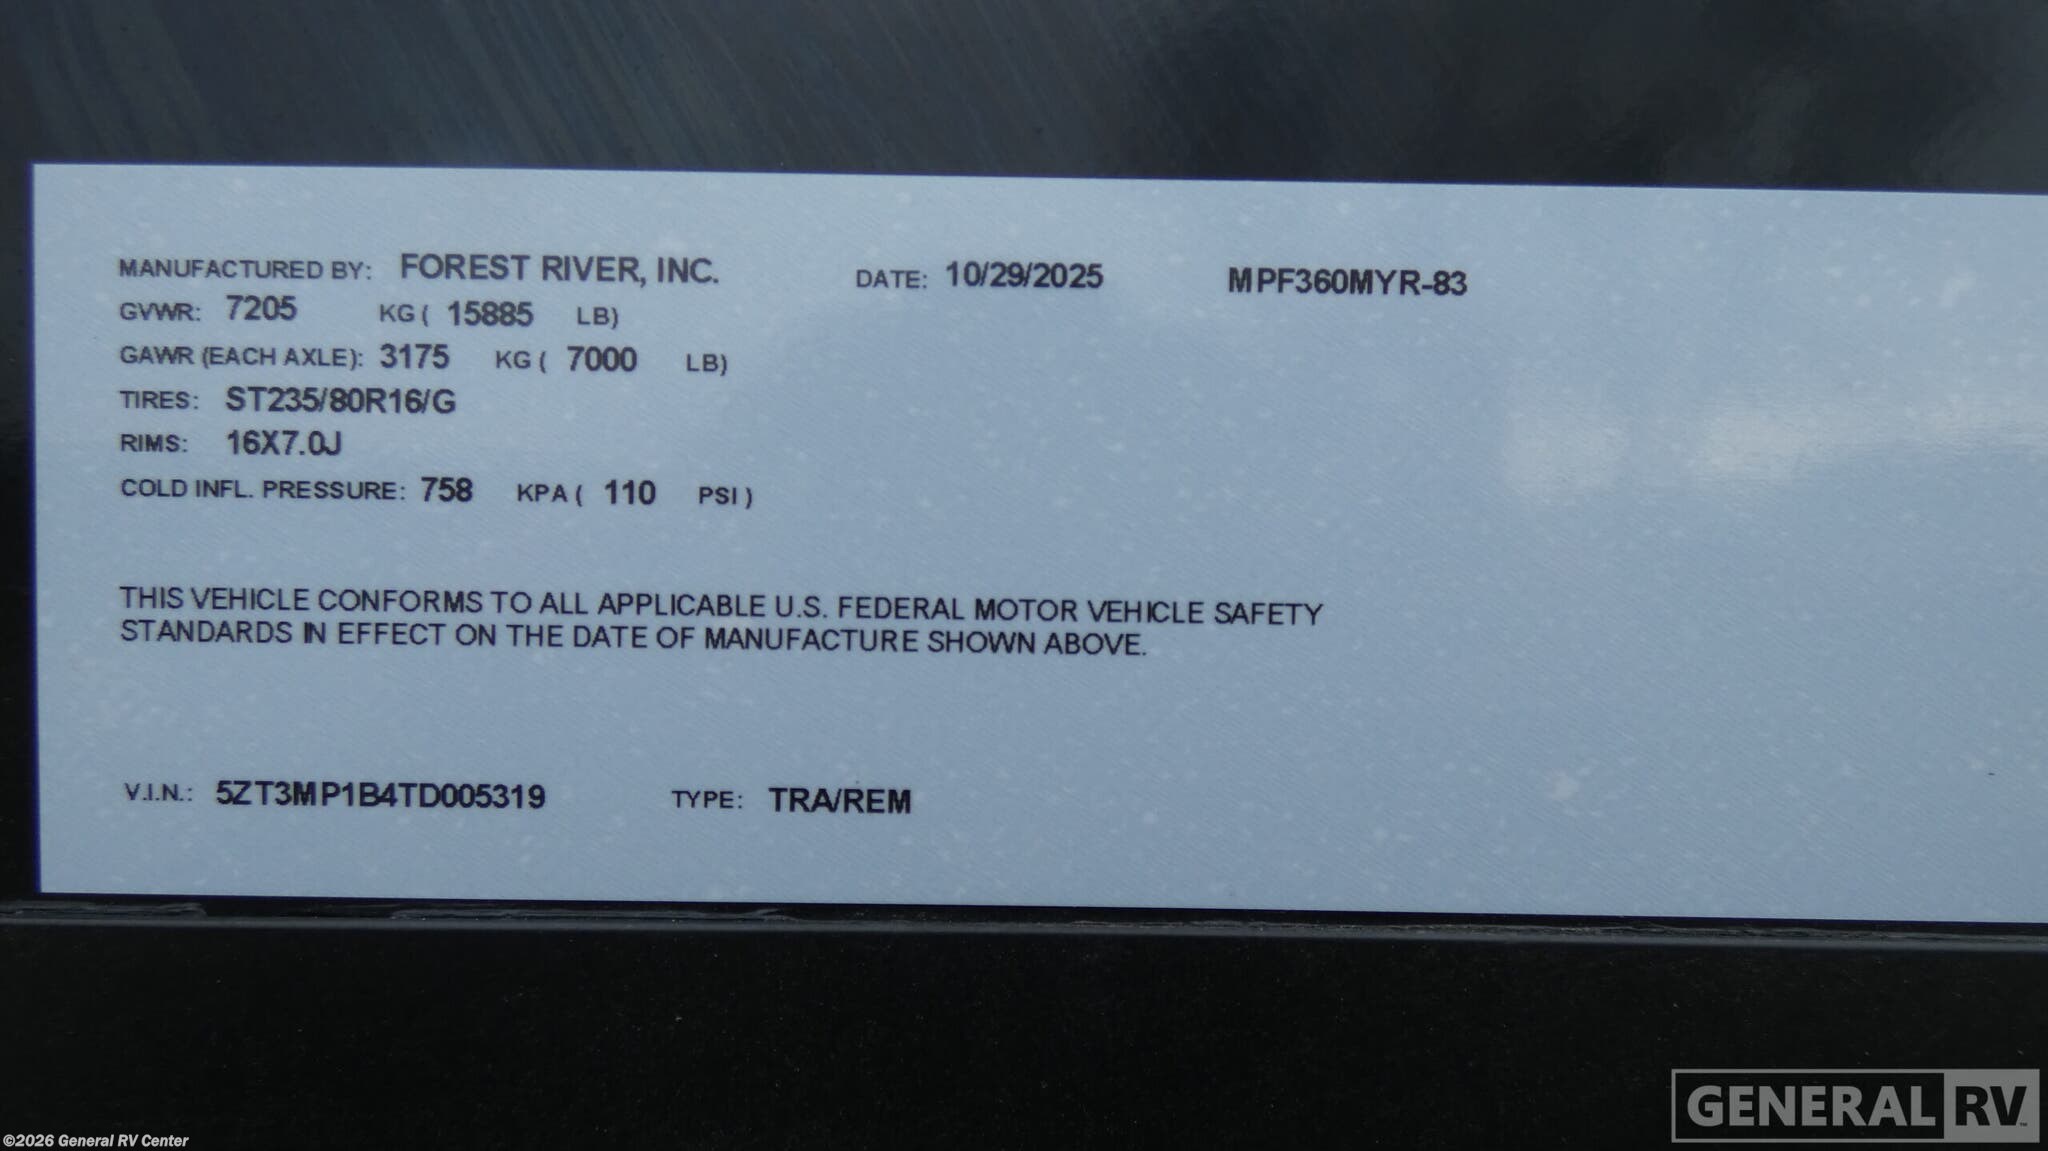 MANUFACTURED BY: FOREST RIVER, INC. DATE: 10/29/2025 MPF360MYR-83
GVWR: 7205 KG ( 15885 LB)
GAWR (EACH AXLE): 3175 KG ( 7000 LB)
TIRES: ST235/80R16/G
RIMS: 16X7.0J
COLD INFL. PRESSURE: 758 KPA ( 110 PSI )
THIS VEHICLE CONFORMS TO ALL APPLICABLE U.S. FEDERAL MOTOR VEHICLE SAFETY
STANDARDS IN EFFECT ON THE DATE OF MANUFACTURE SHOWN ABOVE.
V.I.N.: 5ZT3MP1B4TD005319 TYPE: TRA/REM
GENERAL RV™
©2026 General RV Center